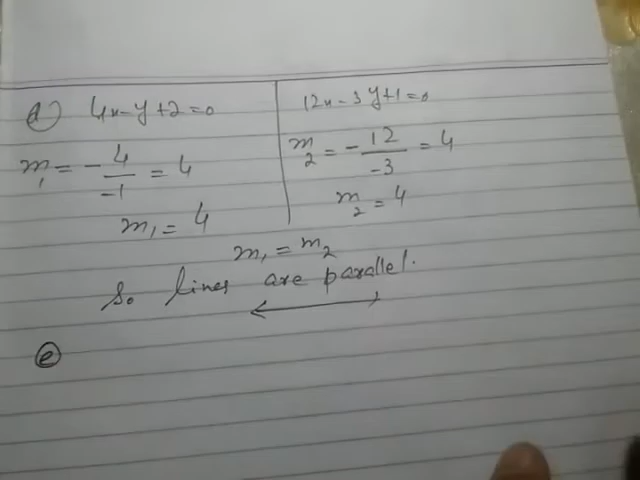 d) 4x-y+2=0
12x-3y+1=0
m₁ = - 4/-1 = 4
m₂ = - 12/-3 = 4
m₁ = 4
m₂ = 4
m₁ = m₂
So lines are parallel.
e